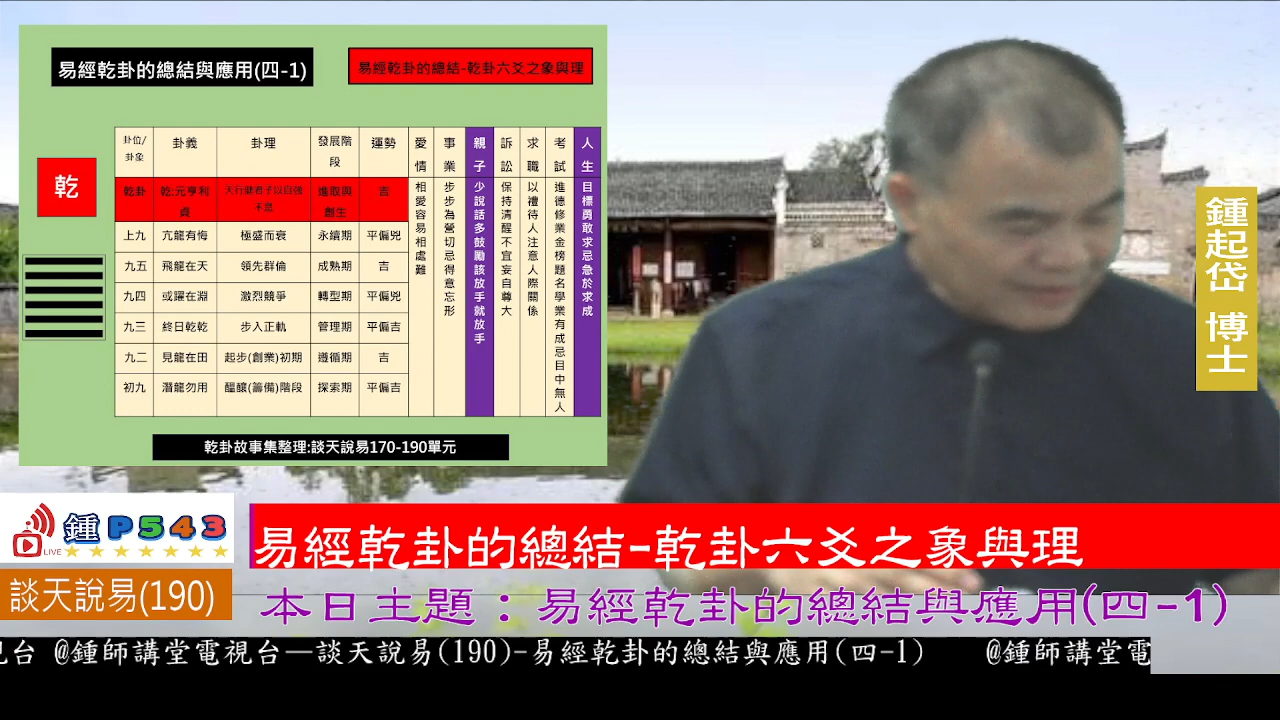 易經乾卦的總結與應用(四-1)
易經乾卦的總結-乾卦六爻之象與理
乾
卦位/卦象 卦義 卦理 發展階段 運勢 愛情 事業 親子 訴訟 求職 考試 人生
乾卦 乾:元亨利貞 天行健君子以自強不息 進取與創生 吉
上九 亢龍有悔 極盛而衰 永續期 平偏兇
九五 飛龍在天 領先群倫 成熟期 吉
九四 或躍在淵 激烈競爭 轉型期 平偏兇
九三 終日乾乾 步入正軌 管理期 平偏吉
九二 見龍在田 起步(創業)初期 遵循期 吉
初九 潛龍勿用 醞釀(籌備)階段 探索期 平偏吉
相愛容易相處難
步步為營切忌得意忘形
少說話多鼓勵該放手就放手
保持清醒不宜妄自尊大
以禮待人注意人際關係
進德修業金榜題名學業有成忌目中無人
目標勇敢求忌急於求成
乾卦故事集整理:談天說易170-190單元
鍾起岱 博士
鍾P543
LIVE
談天說易(190)
易經乾卦的總結-乾卦六爻之象與理
本日主題：易經乾卦的總結與應用(四-1)
視台 @鍾師講堂電視台—談天說易(190)-易經乾卦的總結與應用(四-1) @鍾師講堂電